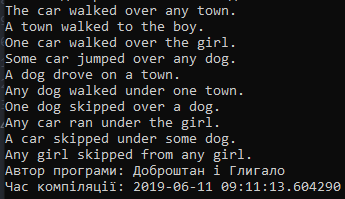 The car walked over any town.
A town walked to the boy.
One car walked over the girl.
Some car jumped over any dog.
A dog drove on a town.
Any dog walked under one town.
One dog skipped over a dog.
Any car ran under the girl.
A car skipped under some dog.
Any girl skipped from any girl.
Автор програми: Доброштан і Глигало
Час компіляції: 2019-06-11 09:11:13.604290